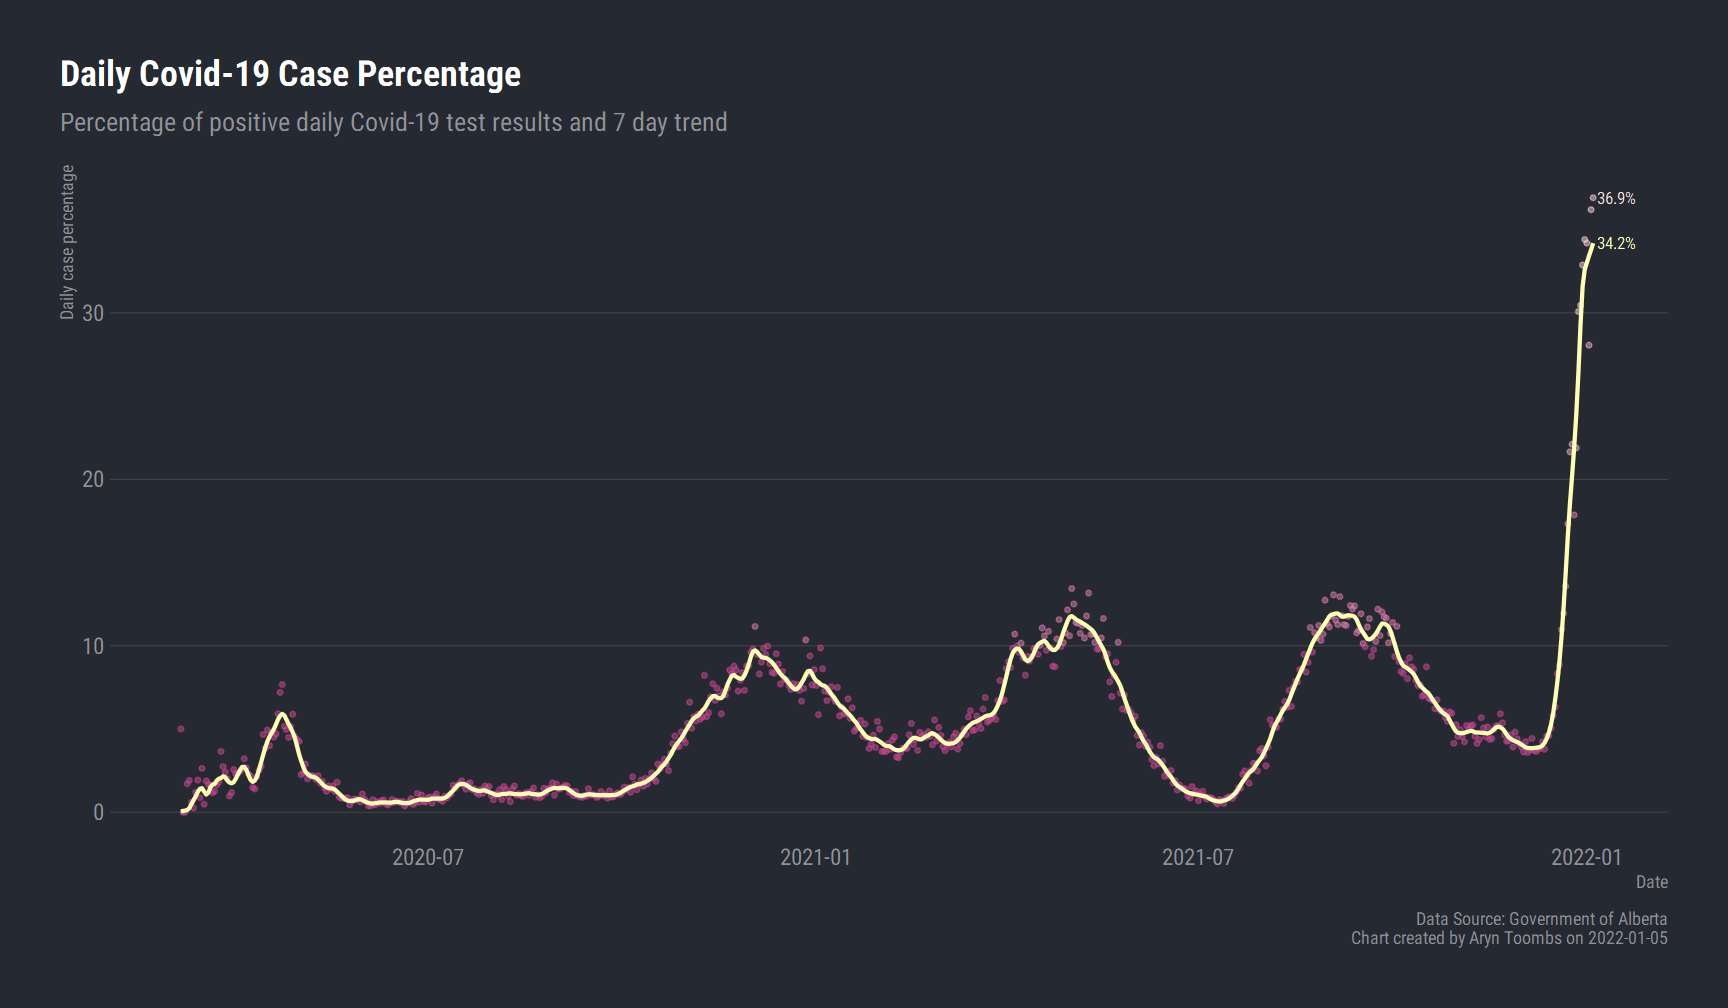 Daily Covid-19 Case Percentage
Percentage of positive daily Covid-19 test results and 7 day trend
Daily case percentage
36.9%
34.2%
30
20
10
0
2020-07
2021-01
2021-07
2022-01
Date
Data Source: Government of Alberta
Chart created by Aryn Toombs on 2022-01-05